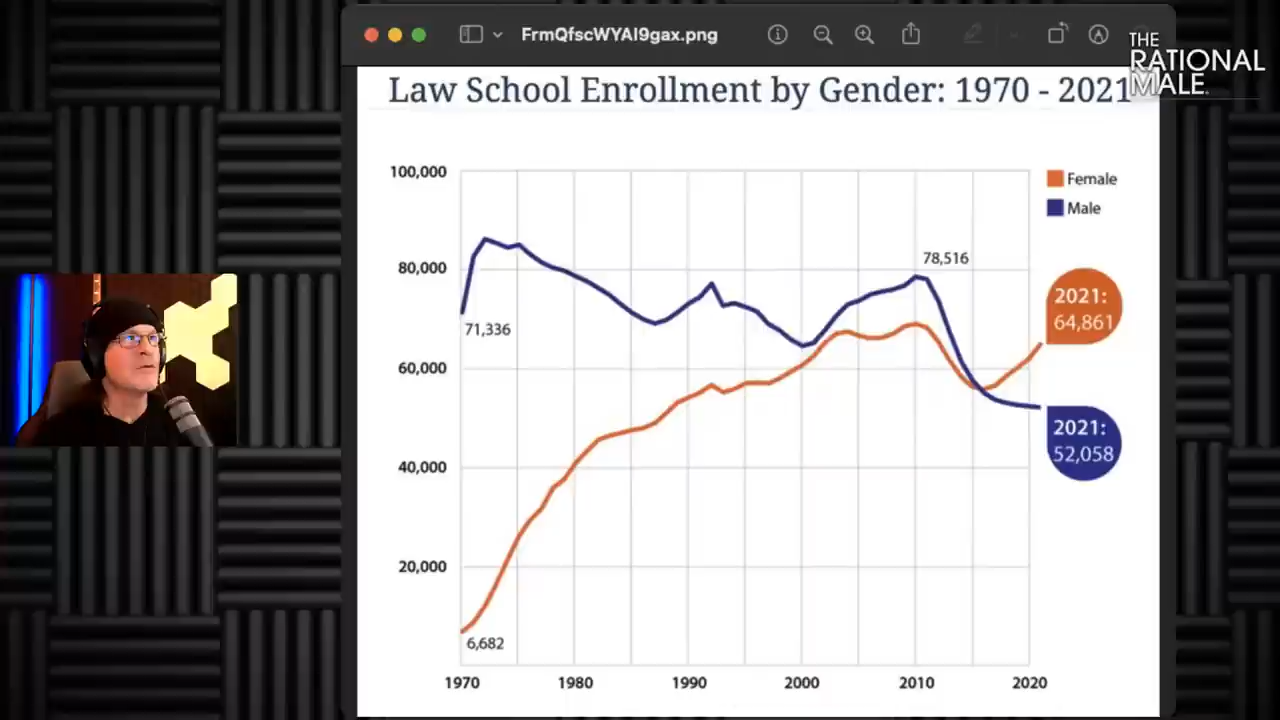 FrmQfscWYAI9gax.png
THE
RATIONAL
MALE
Law School Enrollment by Gender: 1970 - 2021
100,000
80,000
60,000
40,000
20,000
Female
Male
78,516
71,336
6,682
2021:
64,861
2021:
52,058
1970
1980
1990
2000
2010
2020